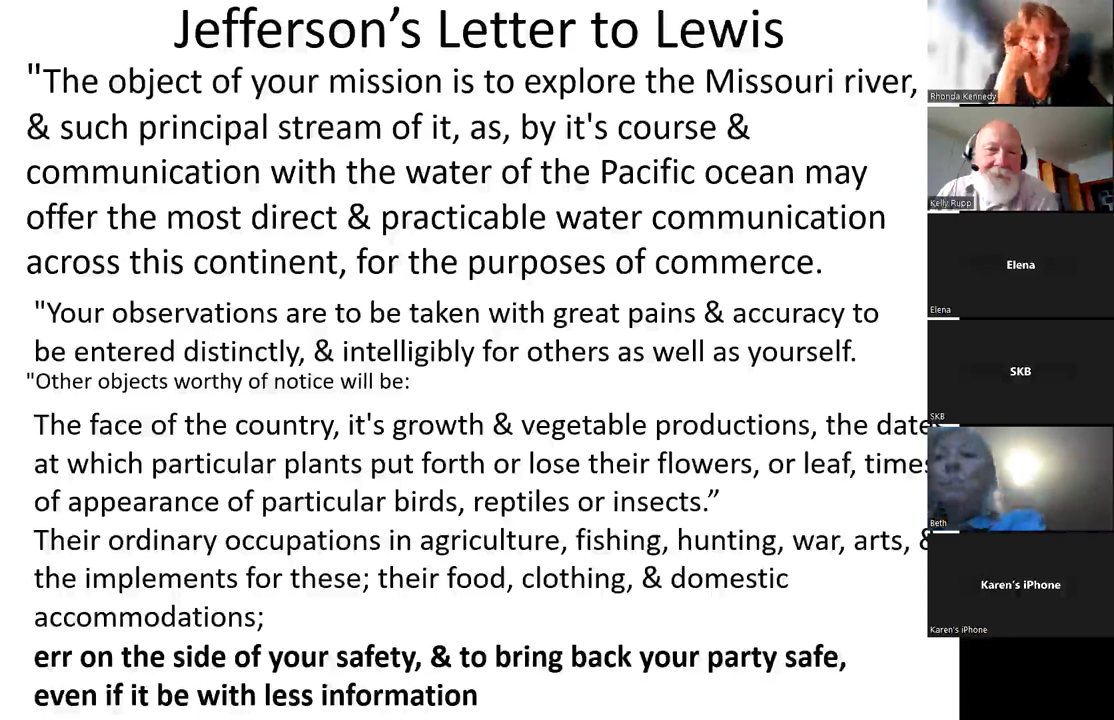 Jefferson’s Letter to Lewis
"The object of your mission is to explore the Missouri river,
& such principal stream of it, as, by it's course &
communication with the water of the Pacific ocean may
offer the most direct & practicable water communication
across this continent, for the purposes of commerce.
"Your observations are to be taken with great pains & accuracy to
be entered distinctly, & intelligibly for others as well as yourself.
"Other objects worthy of notice will be:
The face of the country, it's growth & vegetable productions, the dates
at which particular plants put forth or lose their flowers, or leaf, times
of appearance of particular birds, reptiles or insects.”
Their ordinary occupations in agriculture, fishing, hunting, war, arts, &
the implements for these; their food, clothing, & domestic
accommodations;
err on the side of your safety, & to bring back your party safe,
even if it be with less information
Rhonda Kennedy
Kelly Rupp
Elena
Elena
SKB
SKB
Beth
Karen's iPhone
Karen's iPhone